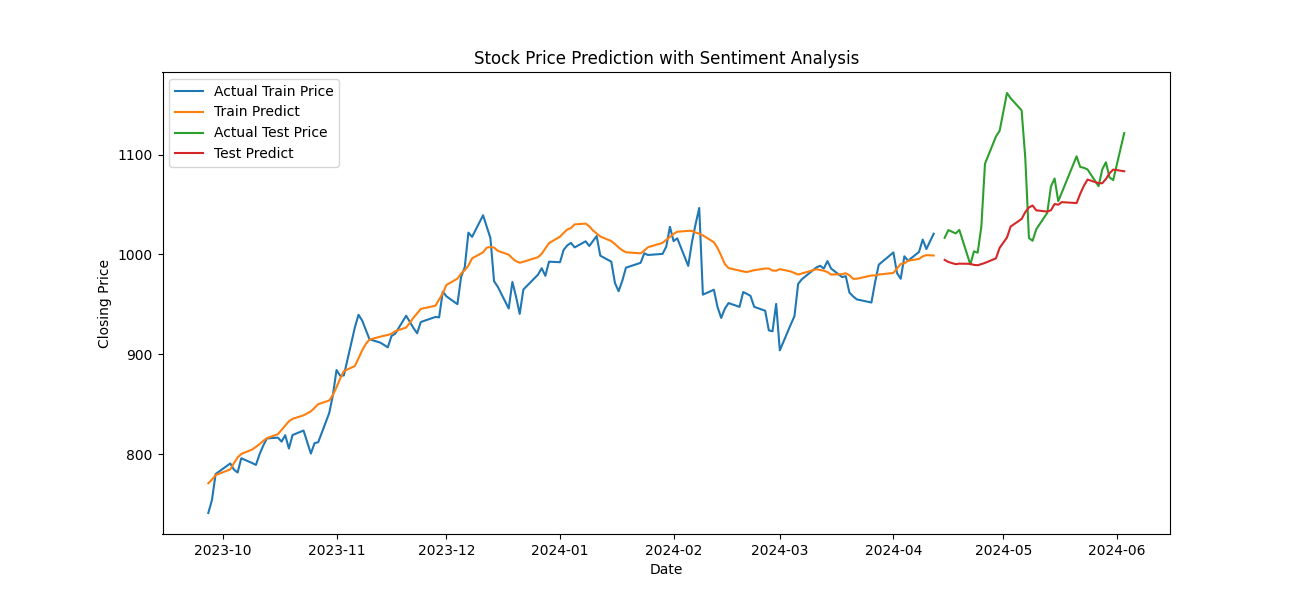 Stock Price Prediction with Sentiment Analysis
Actual Train Price
Train Predict
Actual Test Price
Test Predict
Closing Price
1100
1000
900
800
2023-10
2023-11
2023-12
2024-01
2024-02
2024-03
2024-04
2024-05
2024-06
Date